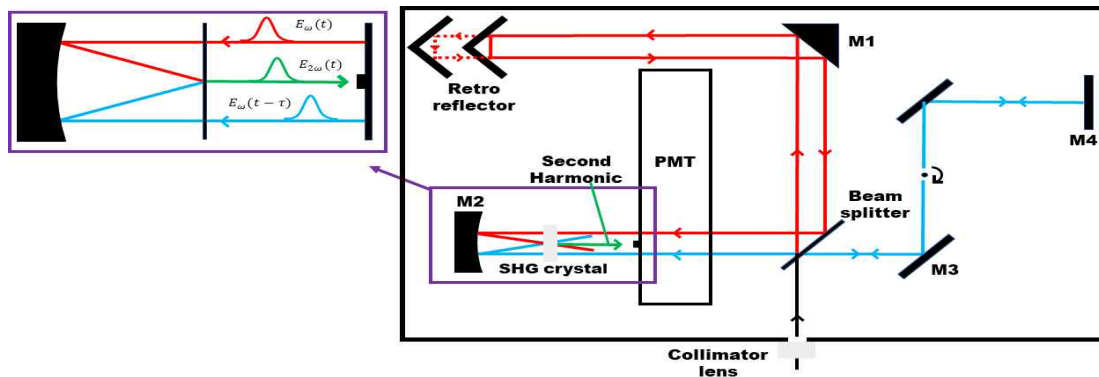 E_ω(t)
E_2ω(t)
E_ω(t − τ)
M1
Retro
reflector
M4
PMT
Second
Harmonic
Beam
splitter
M2
M3
SHG crystal
Collimator
lens